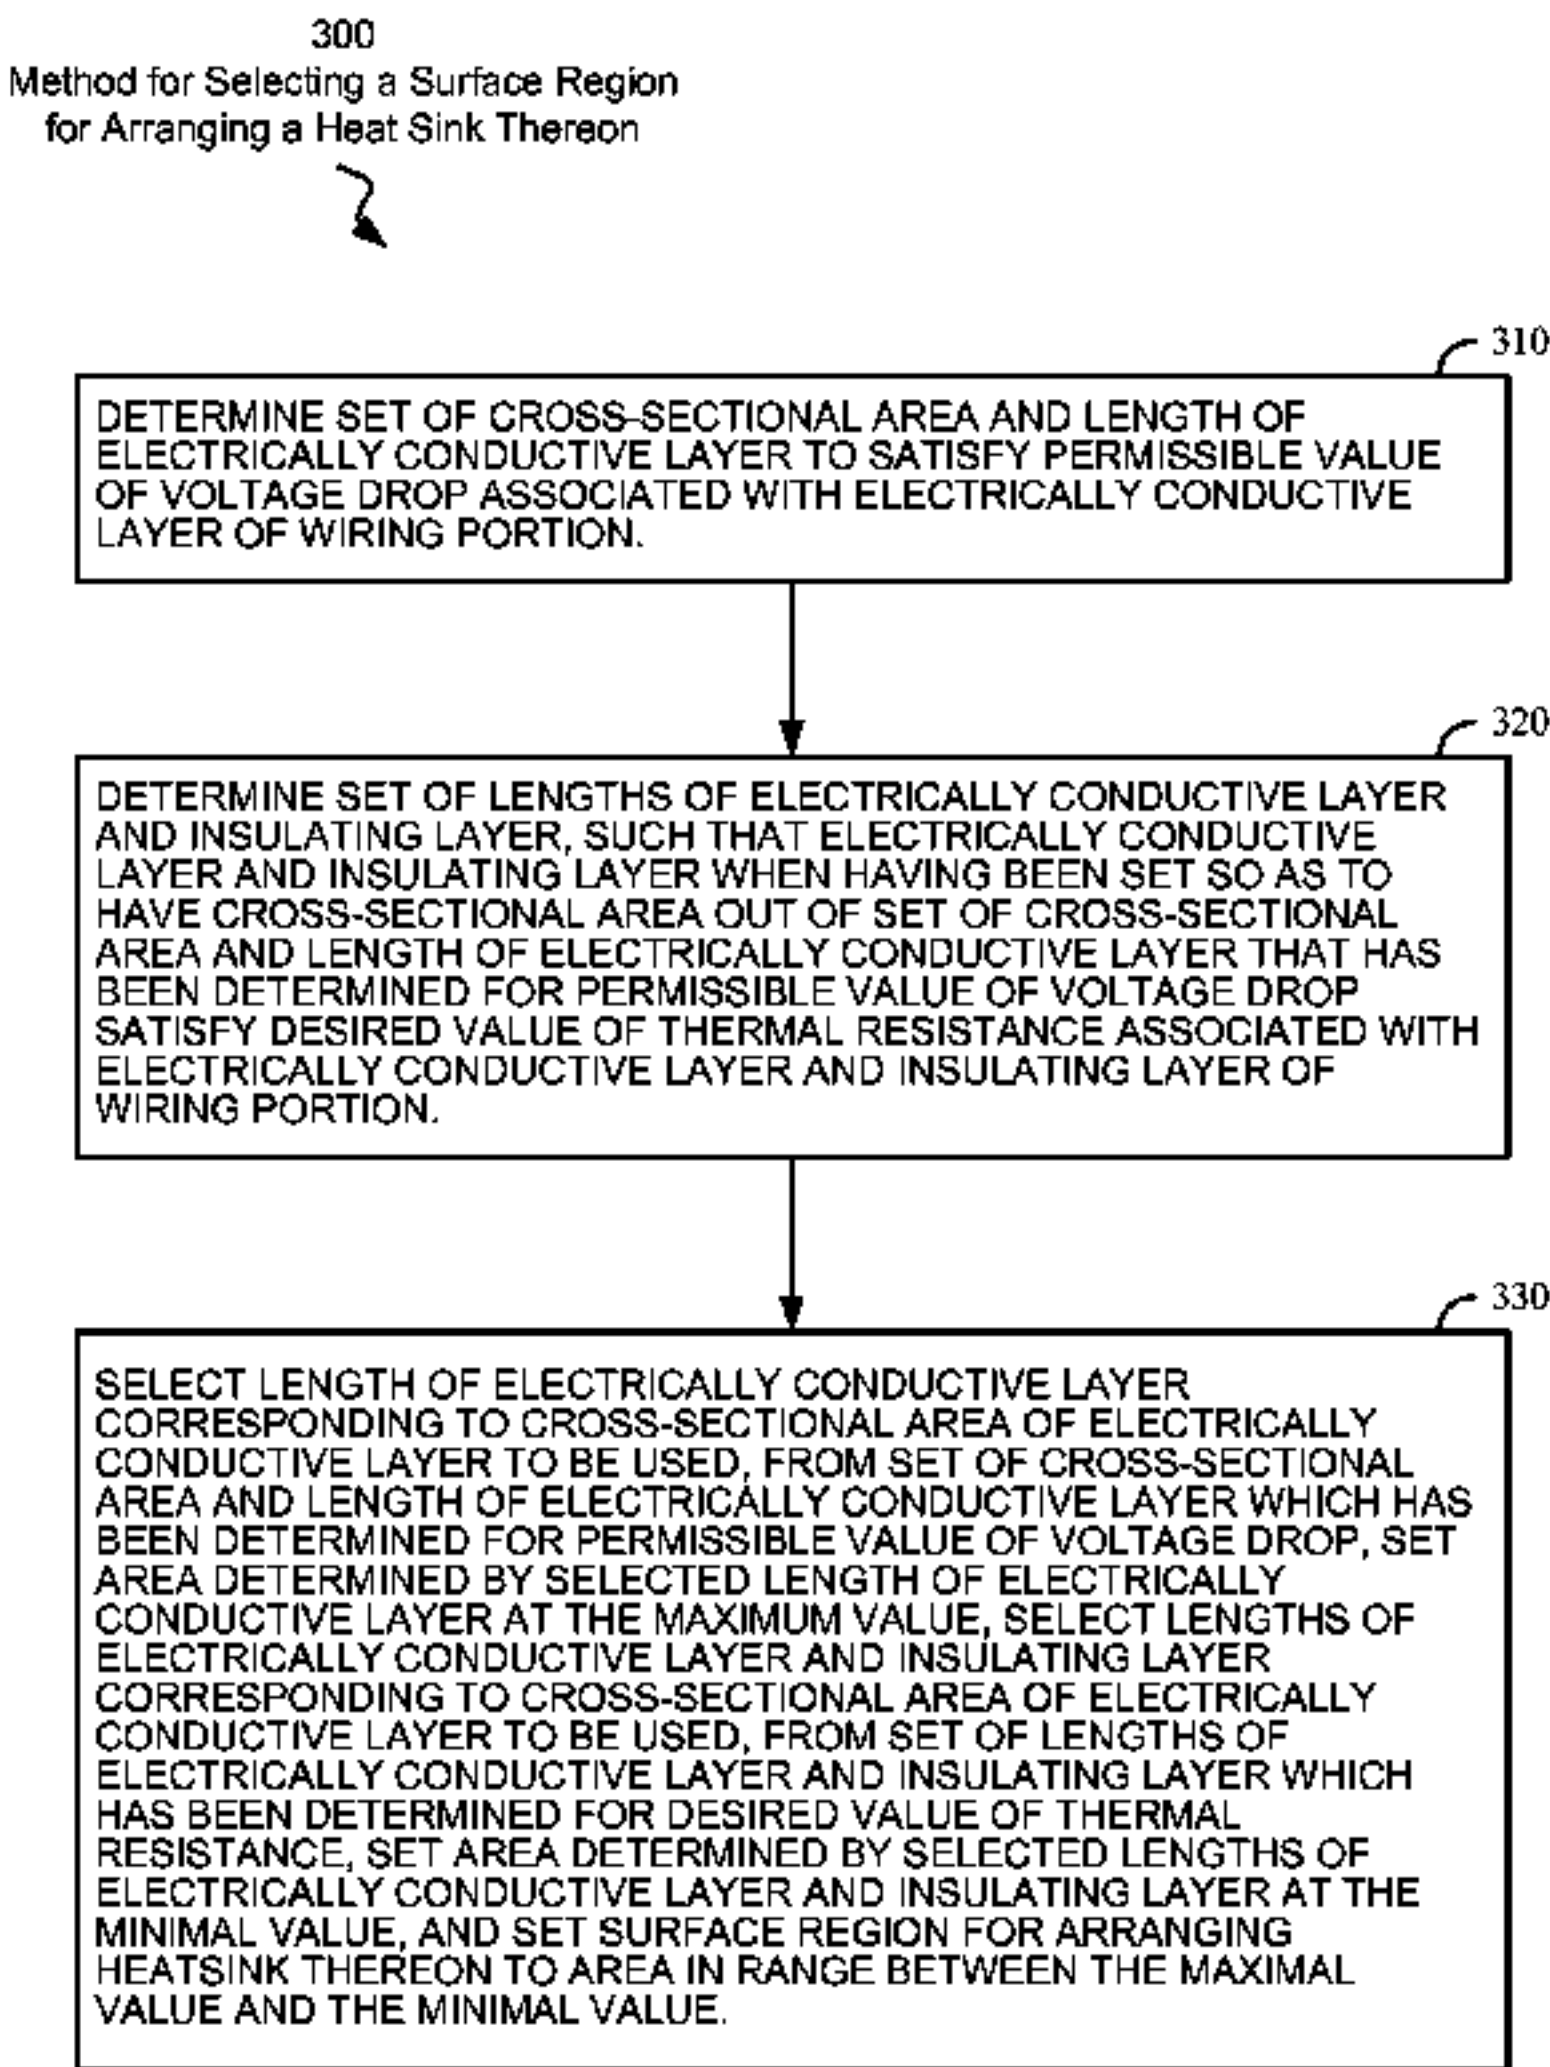 300
Method for Selecting a Surface Region
for Arranging a Heat Sink Thereon
310
DETERMINE SET OF CROSS-SECTIONAL AREA AND LENGTH OF
ELECTRICALLY CONDUCTIVE LAYER TO SATISFY PERMISSIBLE VALUE
OF VOLTAGE DROP ASSOCIATED WITH ELECTRICALLY CONDUCTIVE
LAYER OF WIRING PORTION.
320
DETERMINE SET OF LENGTHS OF ELECTRICALLY CONDUCTIVE LAYER
AND INSULATING LAYER, SUCH THAT ELECTRICALLY CONDUCTIVE
LAYER AND INSULATING LAYER WHEN HAVING BEEN SET SO AS TO
HAVE CROSS-SECTIONAL AREA OUT OF SET OF CROSS-SECTIONAL
AREA AND LENGTH OF ELECTRICALLY CONDUCTIVE LAYER THAT HAS
BEEN DETERMINED FOR PERMISSIBLE VALUE OF VOLTAGE DROP
SATISFY DESIRED VALUE OF THERMAL RESISTANCE ASSOCIATED WITH
ELECTRICALLY CONDUCTIVE LAYER AND INSULATING LAYER OF
WIRING PORTION.
330
SELECT LENGTH OF ELECTRICALLY CONDUCTIVE LAYER
CORRESPONDING TO CROSS-SECTIONAL AREA OF ELECTRICALLY
CONDUCTIVE LAYER TO BE USED, FROM SET OF CROSS-SECTIONAL
AREA AND LENGTH OF ELECTRICALLY CONDUCTIVE LAYER WHICH HAS
BEEN DETERMINED FOR PERMISSIBLE VALUE OF VOLTAGE DROP, SET
AREA DETERMINED BY SELECTED LENGTH OF ELECTRICALLY
CONDUCTIVE LAYER AT THE MAXIMUM VALUE, SELECT LENGTHS OF
ELECTRICALLY CONDUCTIVE LAYER AND INSULATING LAYER
CORRESPONDING TO CROSS-SECTIONAL AREA OF ELECTRICALLY
CONDUCTIVE LAYER TO BE USED, FROM SET OF LENGTHS OF
ELECTRICALLY CONDUCTIVE LAYER AND INSULATING LAYER WHICH
HAS BEEN DETERMINED FOR DESIRED VALUE OF THERMAL
RESISTANCE, SET AREA DETERMINED BY SELECTED LENGTHS OF
ELECTRICALLY CONDUCTIVE LAYER AND INSULATING LAYER AT THE
MINIMAL VALUE, AND SET SURFACE REGION FOR ARRANGING
HEATSINK THEREON TO AREA IN RANGE BETWEEN THE MAXIMAL
VALUE AND THE MINIMAL VALUE.